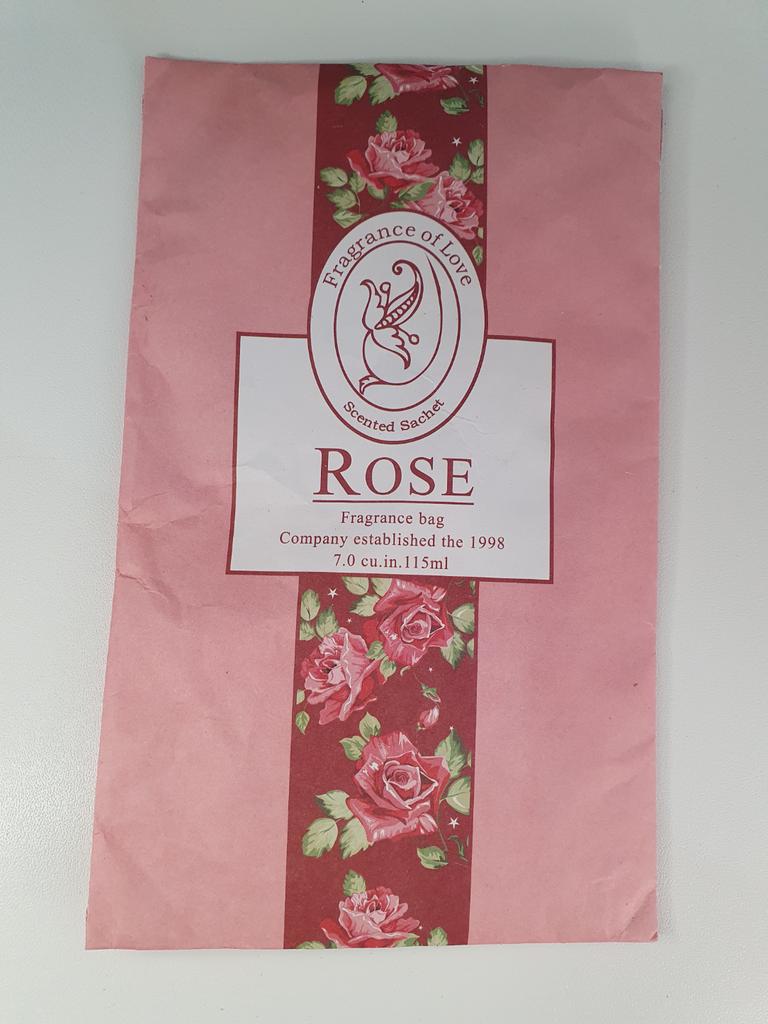 Fragrance of Love
Scented Sachet
ROSE
Fragrance bag
Company established the 1998
7.0 cu.in.115ml